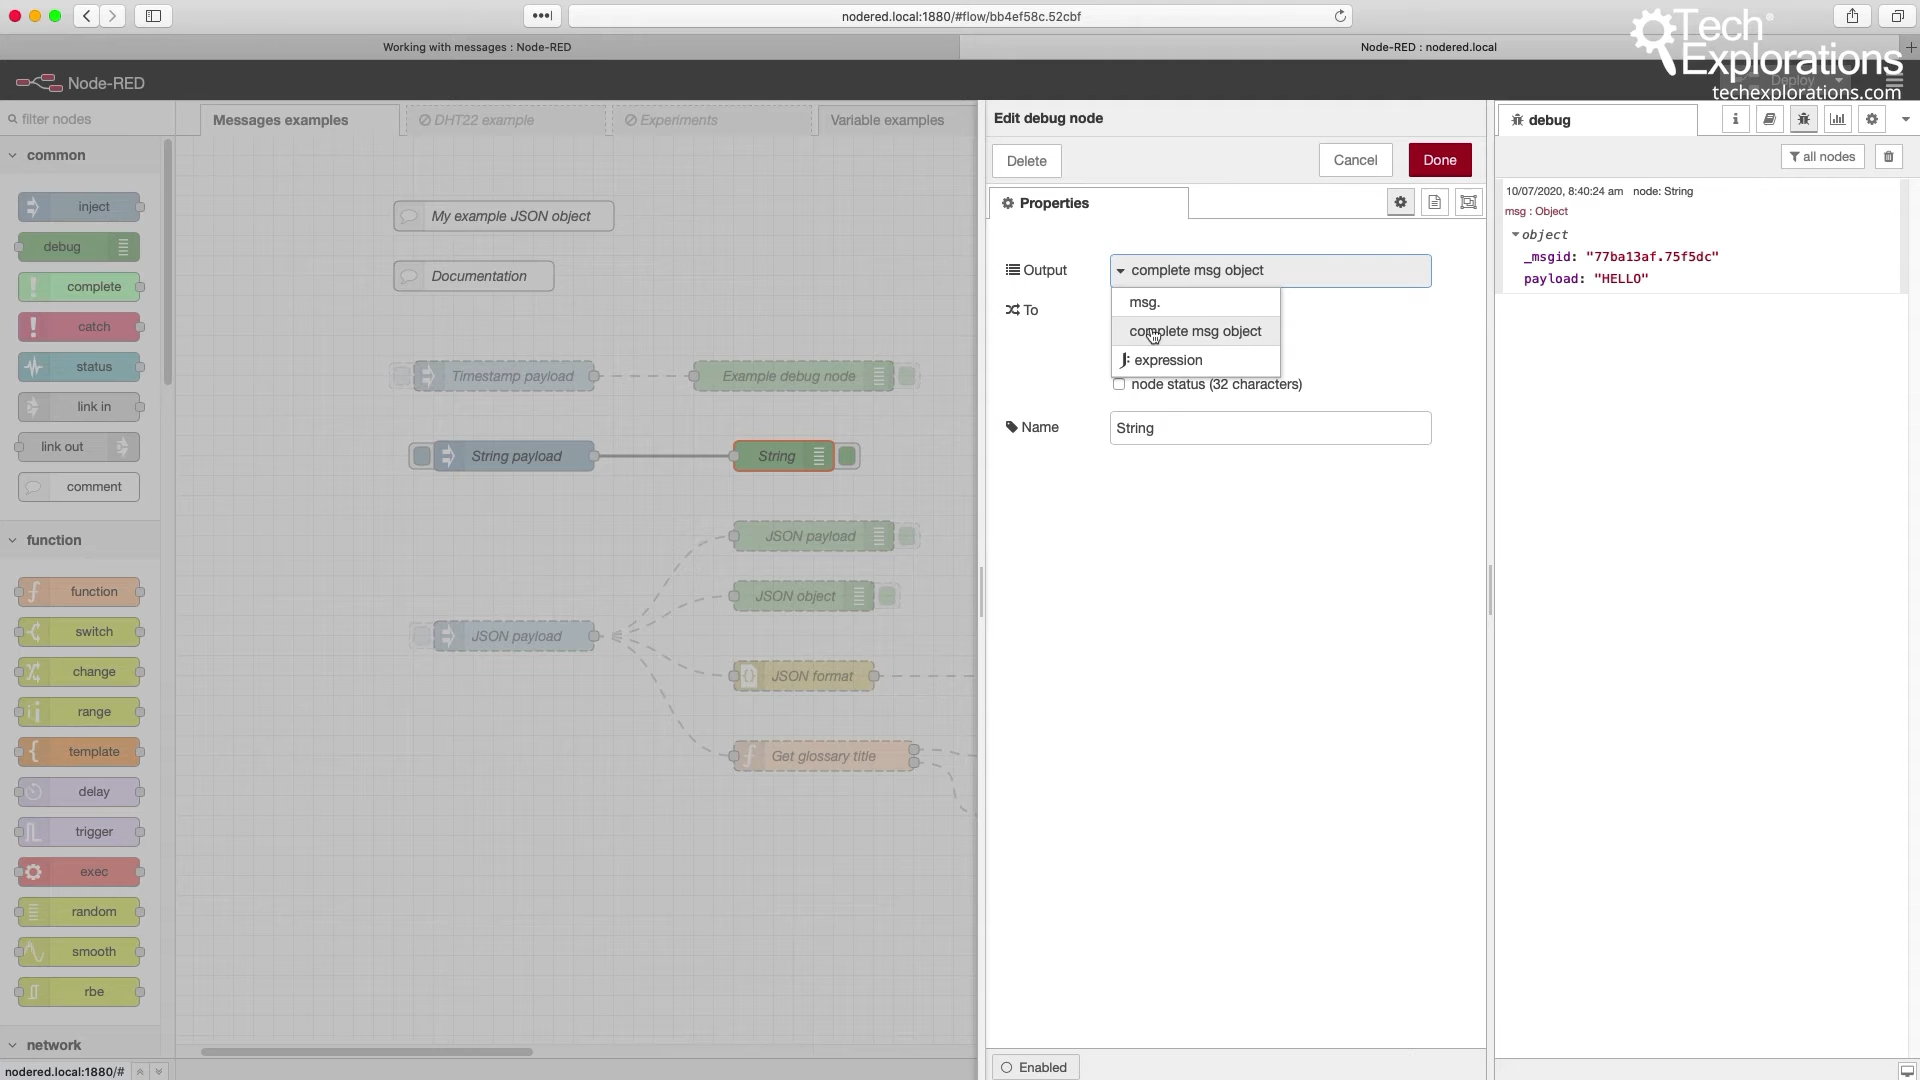 nodered.local:1880/#flow/bb4ef58c.52cbf
Working with messages : Node-RED
Node-RED : nodered.local
Tech
Explorations
techexplorations.com
Node-RED
Deploy
filter nodes
common
inject
debug
complete
catch
status
link in
link out
comment
function
function
switch
change
range
template
delay
trigger
exec
random
smooth
rbe
network
nodered.local:1880/#
Messages examples
DHT22 example
Experiments
Variable examples
My example JSON object
Documentation
Timestamp payload
Example debug node
String payload
String
JSON payload
JSON object
JSON payload
JSON format
Get glossary title
Edit debug node
Delete
Cancel
Done
Properties
Output
complete msg object
msg.
complete msg object
expression
To
node status (32 characters)
Name
String
Enabled
debug
all nodes
10/07/2020, 8:40:24 am node: String
msg : Object
object
_msgid: "77ba13af.75f5dc"
payload: "HELLO"